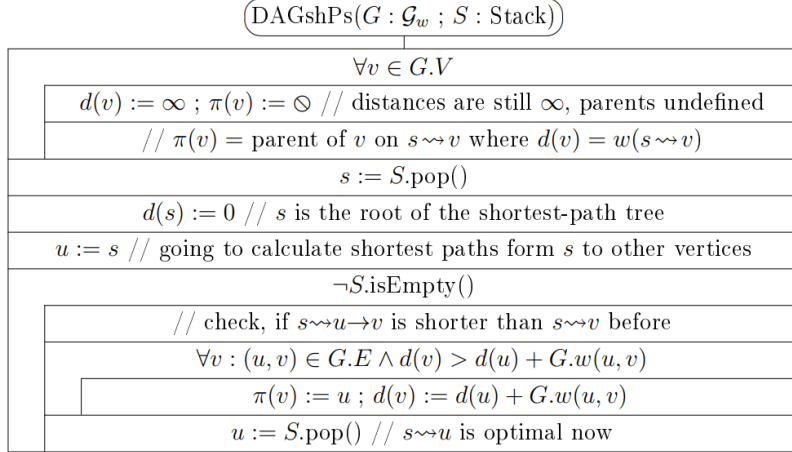 DAGshPs(G : 𝒢_w ; S : Stack)
∀v ∈ G.V
d(v) := ∞ ; π(v) := ⦸ // distances are still ∞, parents undefined
// π(v) = parent of v on s⇝v where d(v) = w(s⇝v)
s := S.pop()
d(s) := 0 // s is the root of the shortest-path tree
u := s // going to calculate shortest paths form s to other vertices
¬S.isEmpty()
// check, if s⇝u→v is shorter than s⇝v before
∀v : (u, v) ∈ G.E ∧ d(v) > d(u) + G.w(u, v)
π(v) := u ; d(v) := d(u) + G.w(u, v)
u := S.pop() // s⇝u is optimal now